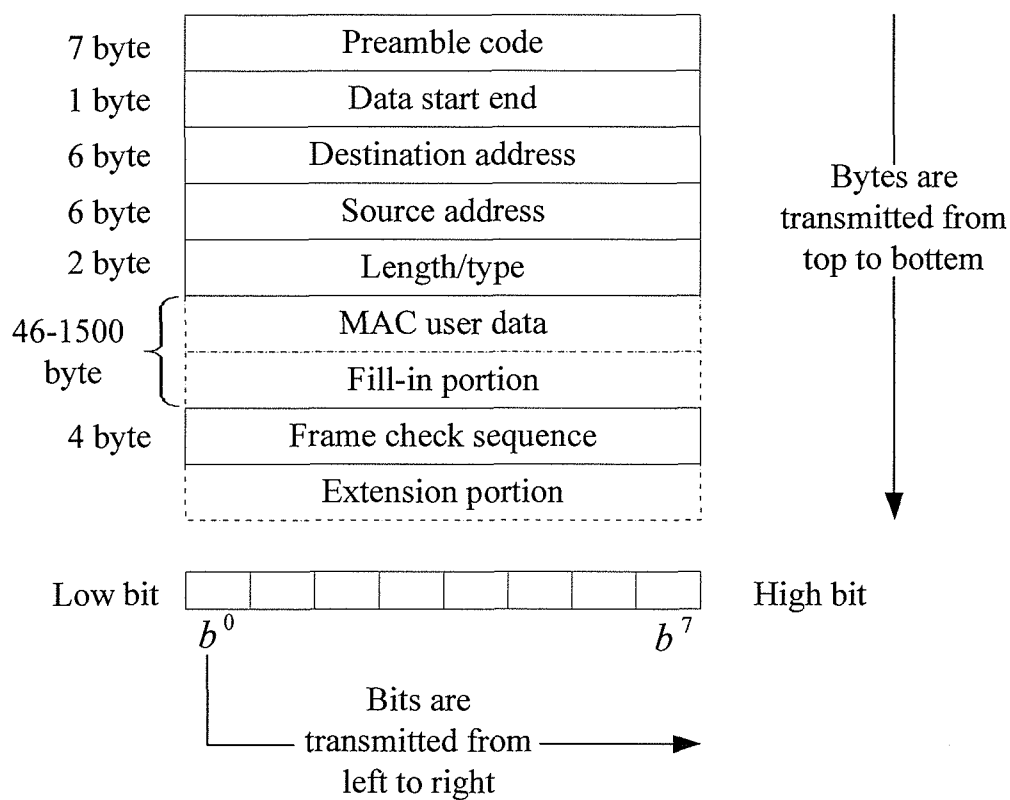 7 byte
Preamble code
1 byte
Data start end
6 byte
Destination address
6 byte
Source address
2 byte
Length/type
46-1500
byte
MAC user data
Fill-in portion
4 byte
Frame check sequence
Extension portion
Bytes are
transmitted from
top to bottem
Low bit
High bit
b⁰
b⁷
Bits are
transmitted from
left to right